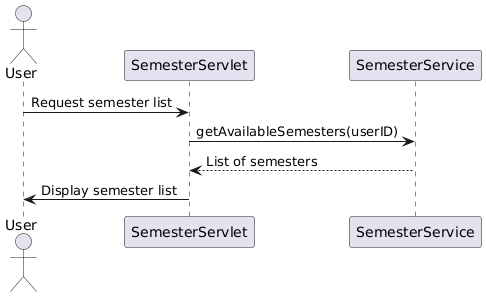 User
SemesterServlet
SemesterService
Request semester list
getAvailableSemesters(userID)
List of semesters
Display semester list
User
SemesterServlet
SemesterService